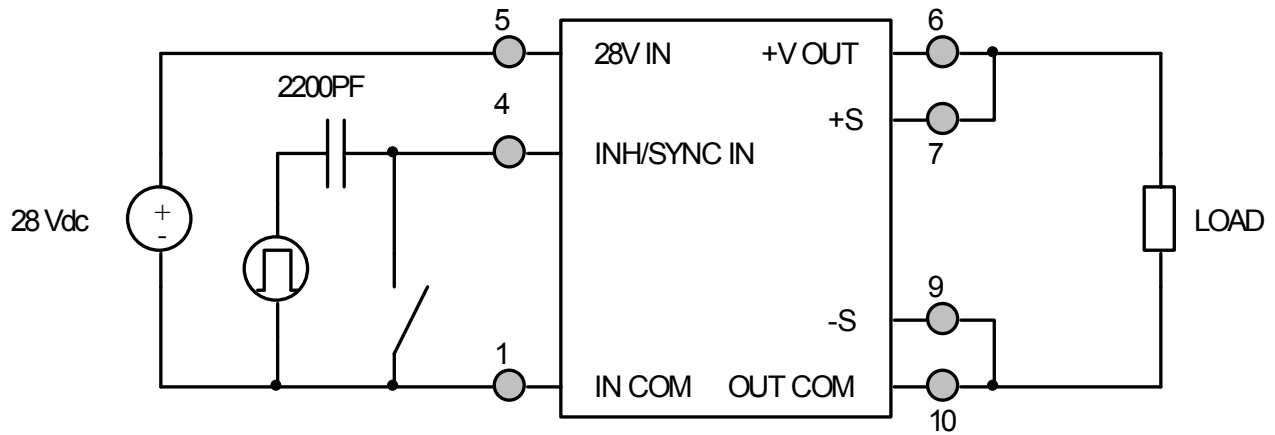 5
6
28V IN
+V OUT
2200PF
4
+S
INH/SYNC IN
7
28 Vdc
+
-
LOAD
9
-S
1
IN COM
OUT COM
10